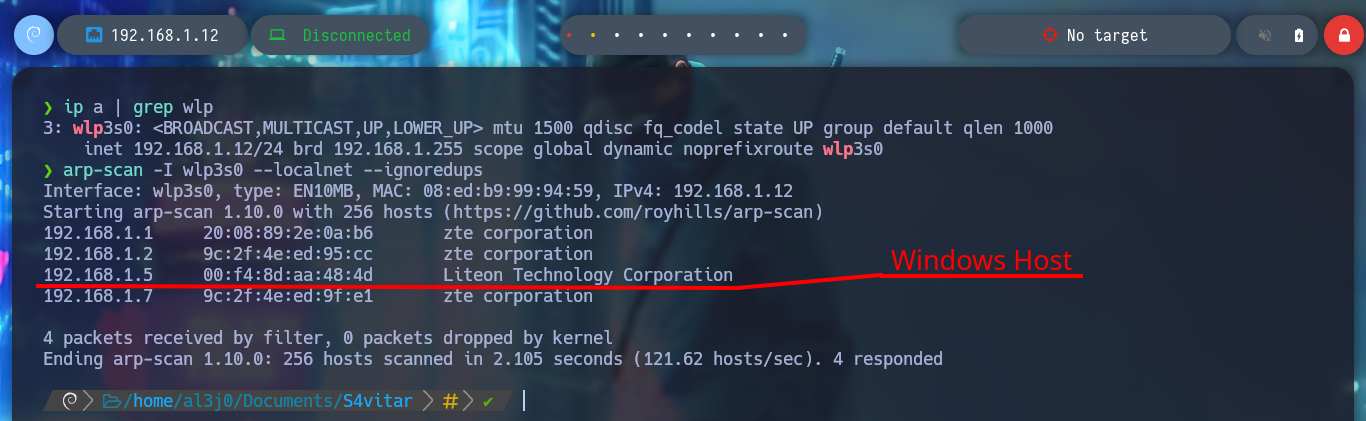 192.168.1.12 Disconnected No target
❯ ip a | grep wlp
3: wlp3s0: <BROADCAST,MULTICAST,UP,LOWER_UP> mtu 1500 qdisc fq_codel state UP group default qlen 1000
    inet 192.168.1.12/24 brd 192.168.1.255 scope global dynamic noprefixroute wlp3s0
❯ arp-scan -I wlp3s0 --localnet --ignoredups
Interface: wlp3s0, type: EN10MB, MAC: 08:ed:b9:99:94:59, IPv4: 192.168.1.12
Starting arp-scan 1.10.0 with 256 hosts (https://github.com/royhills/arp-scan)
192.168.1.1     20:08:89:2e:0a:b6       zte corporation
192.168.1.2     9c:2f:4e:ed:95:cc       zte corporation
192.168.1.5     00:f4:8d:aa:48:4d       Liteon Technology Corporation
Windows Host
192.168.1.7     9c:2f:4e:ed:9f:e1       zte corporation
4 packets received by filter, 0 packets dropped by kernel
Ending arp-scan 1.10.0: 256 hosts scanned in 2.105 seconds (121.62 hosts/sec). 4 responded
/home/al3j0/Documents/S4vitar # ✔